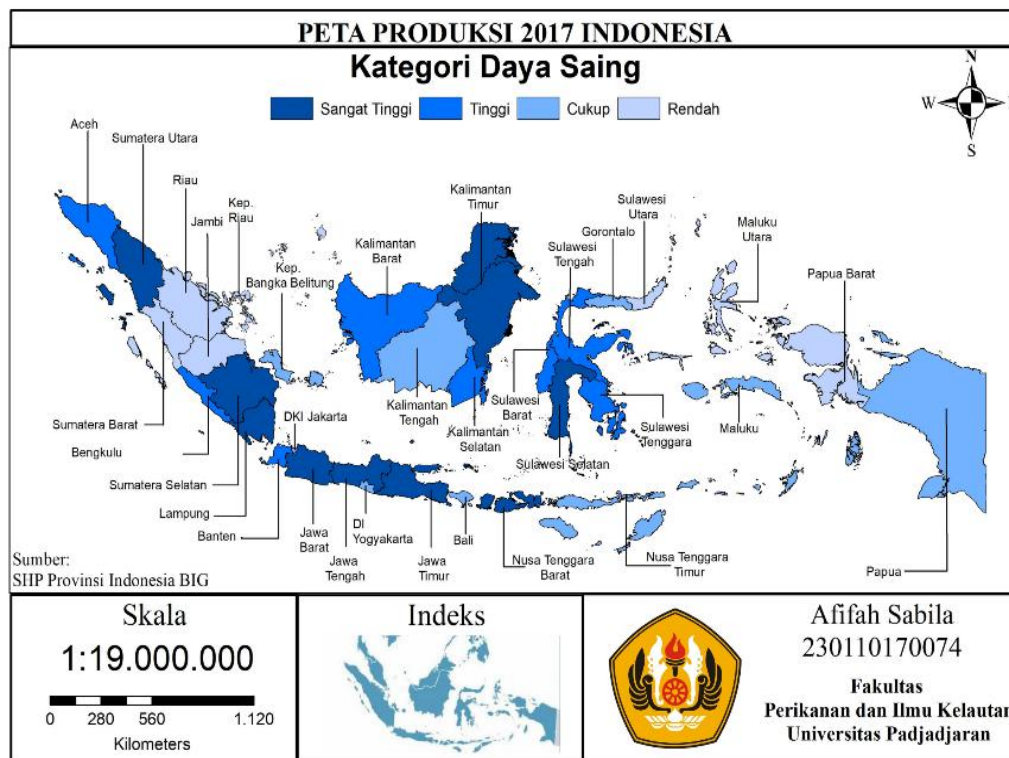 PETA PRODUKSI 2017 INDONESIA
Kategori Daya Saing
Sangat Tinggi
Tinggi
Cukup
Rendah
N
W
E
S
Aceh
Sumatera Utara
Riau
Jambi
Kep.
Riau
Kep.
Bangka Belitung
Kalimantan
Barat
Kalimantan
Timur
Sulawesi
Tengah
Gorontalo
Sulawesi
Utara
Maluku
Utara
Papua Barat
Sumatera Barat
Bengkulu
Sumatera Selatan
Lampung
Banten
DKI Jakarta
Jawa
Barat
Jawa
Tengah
DI
Yogyakarta
Jawa
Timur
Bali
Kalimantan
Tengah
Kalimantan
Selatan
Sulawesi
Barat
Sulawesi Selatan
Sulawesi
Tenggara
Maluku
Nusa Tenggara
Barat
Nusa Tenggara
Timur
Papua
Sumber:
SHP Provinsi Indonesia BIG
Skala
1:19.000.000
0 280 560 1.120
Kilometers
Indeks
Afifah Sabila
230110170074
Fakultas
Perikanan dan Ilmu Kelautan
Universitas Padjadjaran